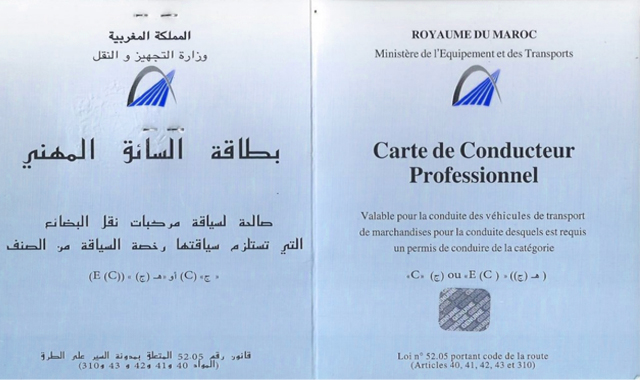 المملكة المغربية
وزارة التجهيز و النقل
بطاقة السائق المهني
صالحة لسياقة مركبات نقل البضائع
التي تستلزم سياقتها رخصة السياقة من الصنف
« ج» (C) أو «هـ (ج) » (E (C))
قانون رقم 52.05 المتعلق بمدونة السير على الطرق
(المواد 40 و 41 و 42 و 43 و 310)
ROYAUME DU MAROC
Ministère de l'Equipement et des Transports
Carte de Conducteur
Professionnel
Valable pour la conduite des véhicules de transport
de marchandises pour la conduite desquels est requis
un permis de conduire de la catégorie
«C» (ج) ou «E (C ) »((ج) هـ )
Loi n° 52.05 portant code de la route
(Articles 40, 41, 42, 43 et 310)